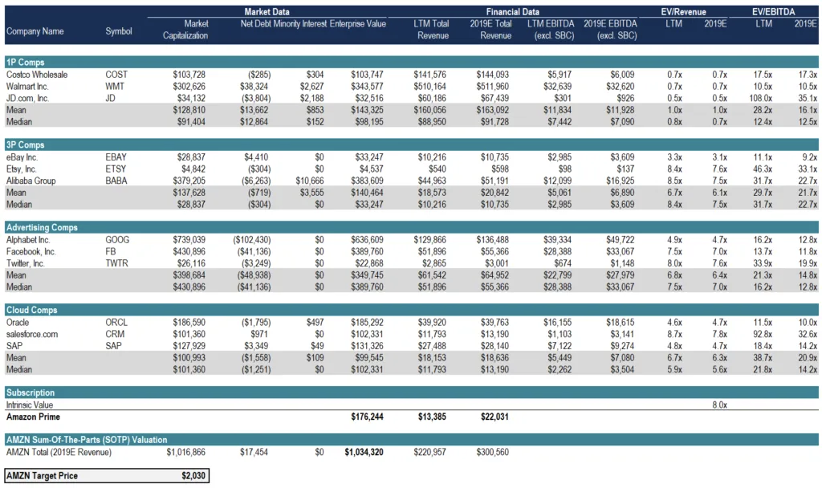 Market Data Financial Data EV/Revenue EV/EBITDA
Company Name Symbol Market Capitalization Net Debt Minority Interest Enterprise Value LTM Total Revenue 2019E Total Revenue LTM EBITDA (excl. SBC) 2019E EBITDA (excl. SBC) LTM 2019E LTM 2019E
1P Comps
Costco Wholesale COST $103,728 ($285) $304 $103,747 $141,576 $144,093 $5,917 $6,009 0.7x 0.7x 17.5x 17.3x
Walmart Inc. WMT $302,626 $38,324 $2,627 $343,577 $510,164 $511,960 $32,639 $32,620 0.7x 0.7x 10.5x 10.5x
JD.com, Inc. JD $34,132 ($3,804) $2,188 $32,516 $60,186 $67,439 $301 $926 0.5x 0.5x 108.0x 35.1x
Mean $128,810 $13,662 $853 $143,325 $160,056 $163,092 $11,834 $11,928 1.0x 1.0x 28.2x 16.1x
Median $91,404 $12,864 $152 $98,195 $88,950 $91,728 $7,442 $7,090 0.8x 0.7x 12.4x 12.5x
3P Comps
eBay Inc. EBAY $28,837 $4,410 $0 $33,247 $10,216 $10,735 $2,985 $3,609 3.3x 3.1x 11.1x 9.2x
Etsy, Inc. ETSY $4,842 ($304) $0 $4,537 $540 $598 $98 $137 8.4x 7.6x 46.3x 33.1x
Alibaba Group BABA $379,205 ($6,263) $10,666 $383,609 $44,963 $51,191 $12,099 $16,925 8.5x 7.5x 31.7x 22.7x
Mean $137,628 ($719) $3,555 $140,464 $18,573 $20,842 $5,061 $6,890 6.7x 6.1x 29.7x 21.7x
Median $28,837 ($304) $0 $33,247 $10,216 $10,735 $2,985 $3,609 8.4x 7.5x 31.7x 22.7x
Advertising Comps
Alphabet Inc. GOOG $739,039 ($102,430) $0 $636,609 $129,866 $136,488 $39,334 $49,722 4.9x 4.7x 16.2x 12.8x
Facebook, Inc. FB $430,896 ($41,136) $0 $389,760 $51,896 $55,366 $28,388 $33,067 7.5x 7.0x 13.7x 11.8x
Twitter, Inc. TWTR $26,116 ($3,249) $0 $22,868 $2,865 $3,001 $674 $1,148 8.0x 7.6x 33.9x 19.9x
Mean $398,684 ($48,938) $0 $349,745 $61,542 $64,952 $22,799 $27,979 6.8x 6.4x 21.3x 14.8x
Median $430,896 ($41,136) $0 $389,760 $51,896 $55,366 $28,388 $33,067 7.5x 7.0x 16.2x 12.8x
Cloud Comps
Oracle ORCL $186,590 ($1,795) $497 $185,292 $39,920 $39,763 $16,155 $18,615 4.6x 4.7x 11.5x 10.0x
salesforce.com CRM $101,360 $971 $0 $102,331 $11,793 $13,190 $1,103 $3,141 8.7x 7.8x 92.8x 32.6x
SAP SAP $127,929 $3,349 $49 $131,326 $27,488 $28,140 $7,122 $9,274 4.8x 4.7x 18.4x 14.2x
Mean $100,993 ($1,558) $109 $99,545 $18,153 $18,636 $5,449 $7,080 6.7x 6.3x 38.7x 20.9x
Median $101,360 ($1,251) $0 $102,331 $11,793 $13,190 $2,262 $3,504 5.9x 5.6x 21.8x 14.2x
Subscription
Intrinsic Value 8.0x
Amazon Prime $176,244 $13,385 $22,031
AMZN Sum-Of-The-Parts (SOTP) Valuation
AMZN Total (2019E Revenue) $1,016,866 $17,454 $0 $1,034,320 $220,957 $300,560
AMZN Target Price $2,030